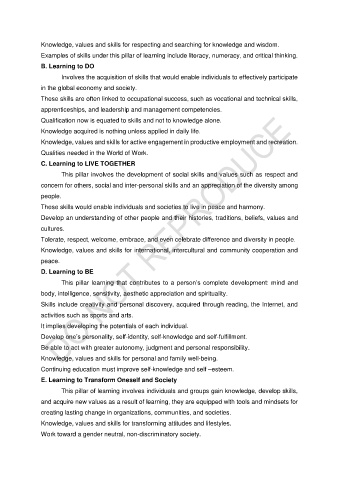 Knowledge, values and skills for respecting and searching for knowledge and wisdom.
Examples of skills under this pillar of learning include literacy, numeracy, and critical thinking.
B. Learning to DO
Involves the acquisition of skills that would enable individuals to effectively participate
in the global economy and society.
These skills are often linked to occupational success, such as vocational and technical skills,
apprenticeships, and leadership and management competencies.
Qualification now is equated to skills and not to knowledge alone.
Knowledge acquired is nothing unless applied in daily life.
Knowledge, values and skills for active engagement in productive employment and recreation.
Qualities needed in the World of Work.
C. Learning to LIVE TOGETHER
This pillar involves the development of social skills and values such as respect and
concern for others, social and inter-personal skills and an appreciation of the diversity among
people.
These skills would enable individuals and societies to live in peace and harmony.
Develop an understanding of other people and their histories, traditions, beliefs, values and
cultures.
Tolerate, respect, welcome, embrace, and even celebrate difference and diversity in people.
Knowledge, values and skills for international, intercultural and community cooperation and
peace.
D. Learning to BE
This pillar learning that contributes to a person's complete development: mind and
body, intelligence, sensitivity, aesthetic appreciation and spirituality.
Skills include creativity and personal discovery, acquired through reading, the Internet, and
activities such as sports and arts.
It implies developing the potentials of each individual.
Develop one's personality, self-identity, self-knowledge and self-fulfillment.
Be able to act with greater autonomy, judgment and personal responsibility.
Knowledge, values and skills for personal and family well-being.
Continuing education must improve self-knowledge and self –esteem.
E. Learning to Transform Oneself and Society
This pillar of learning involves individuals and groups gain knowledge, develop skills,
and acquire new values as a result of learning, they are equipped with tools and mindsets for
creating lasting change in organizations, communities, and societies.
Knowledge, values and skills for transforming attitudes and lifestyles.
Work toward a gender neutral, non-discriminatory society.
DO NOT REPRODUCE